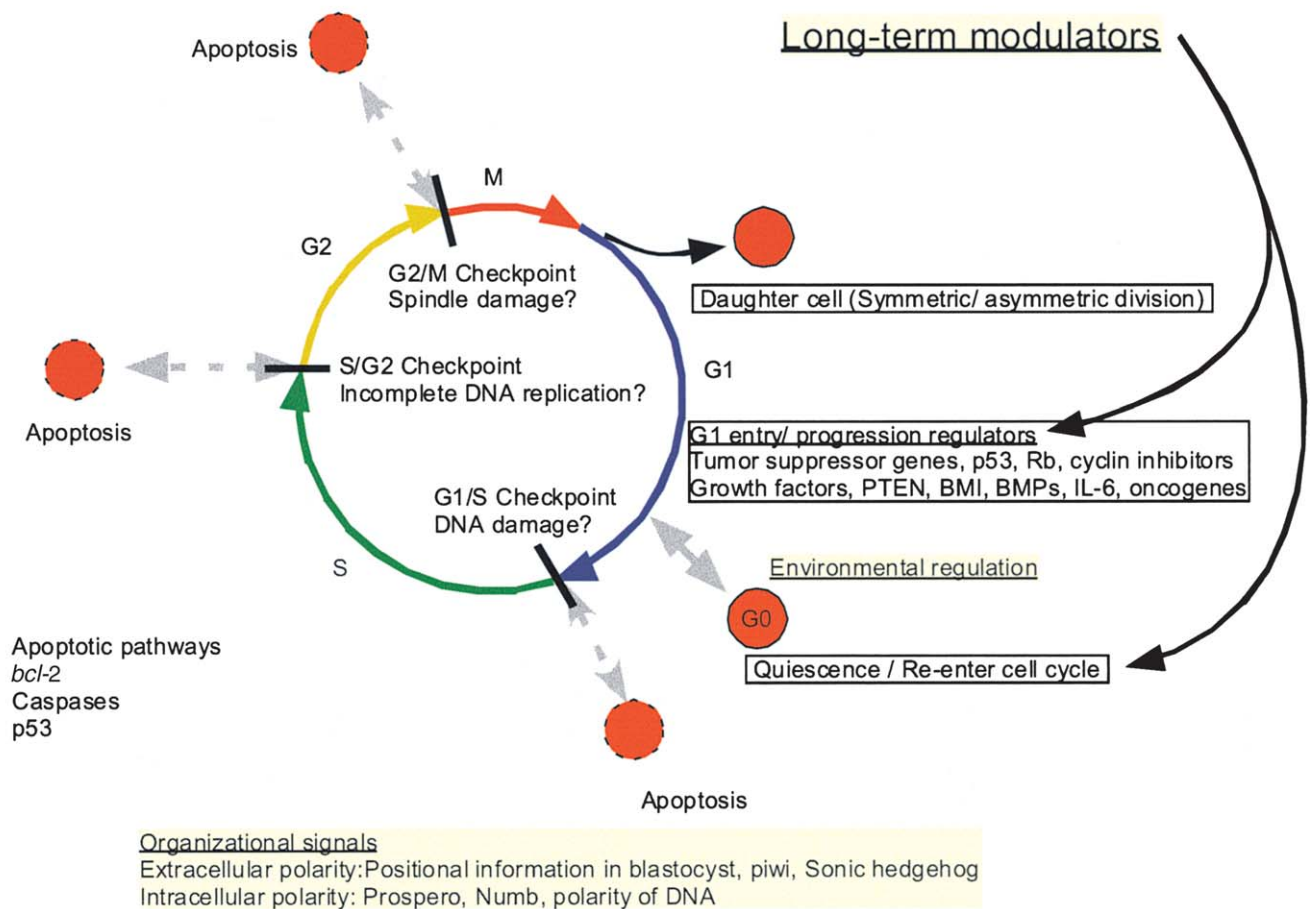 Long-term modulators
Apoptosis
M
G2
G2/M Checkpoint
Spindle damage?
Daughter cell (Symmetric/ asymmetric division)
S/G2 Checkpoint
Incomplete DNA replication?
G1
Apoptosis
G1 entry/ progression regulators
Tumor suppressor genes, p53, Rb, cyclin inhibitors
Growth factors, PTEN, BMI, BMPs, IL-6, oncogenes
G1/S Checkpoint
DNA damage?
S
Environmental regulation
G0
Quiescence / Re-enter cell cycle
Apoptotic pathways
bcl-2
Caspases
p53
Apoptosis
Organizational signals
Extracellular polarity:Positional information in blastocyst, piwi, Sonic hedgehog
Intracellular polarity: Prospero, Numb, polarity of DNA